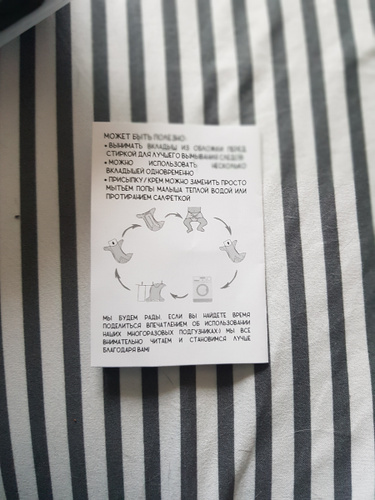 МОЖЕТ БЫТЬ ПОЛЕЗНО:
• ВЫНИМАТЬ ВКЛАДЫШ ИЗ ОБЛОЖКИ ПЕРЕД
СТИРКОЙ ДЛЯ ЛУЧШЕГО ВЫМЫВАНИЯ СЛЕДОВ
• МОЖНО ИСПОЛЬЗОВАТЬ НЕСКОЛЬКО
ВКЛАДЫШЕЙ ОДНОВРЕМЕННО
• ПРИСЫПКУ/КРЕМ МОЖНО ЗАМЕНИТЬ ПРОСТО
МЫТЬЕМ ПОПЫ МАЛЫША ТЕПЛОЙ ВОДОЙ ИЛИ
ПРОТИРАНИЕМ САЛФЕТКОЙ
МЫ БУДЕМ РАДЫ, ЕСЛИ ВЫ НАЙДЕТЕ ВРЕМЯ
ПОДЕЛИТЬСЯ ВПЕЧАТЛЕНИЕМ ОБ ИСПОЛЬЗОВАНИИ
НАШИХ МНОГОРАЗОВЫХ ПОДГУЗНИКОВ:) МЫ ВСЕ
ВНИМАТЕЛЬНО ЧИТАЕМ И СТАНОВИМСЯ ЛУЧШЕ
БЛАГОДАРЯ ВАМ!